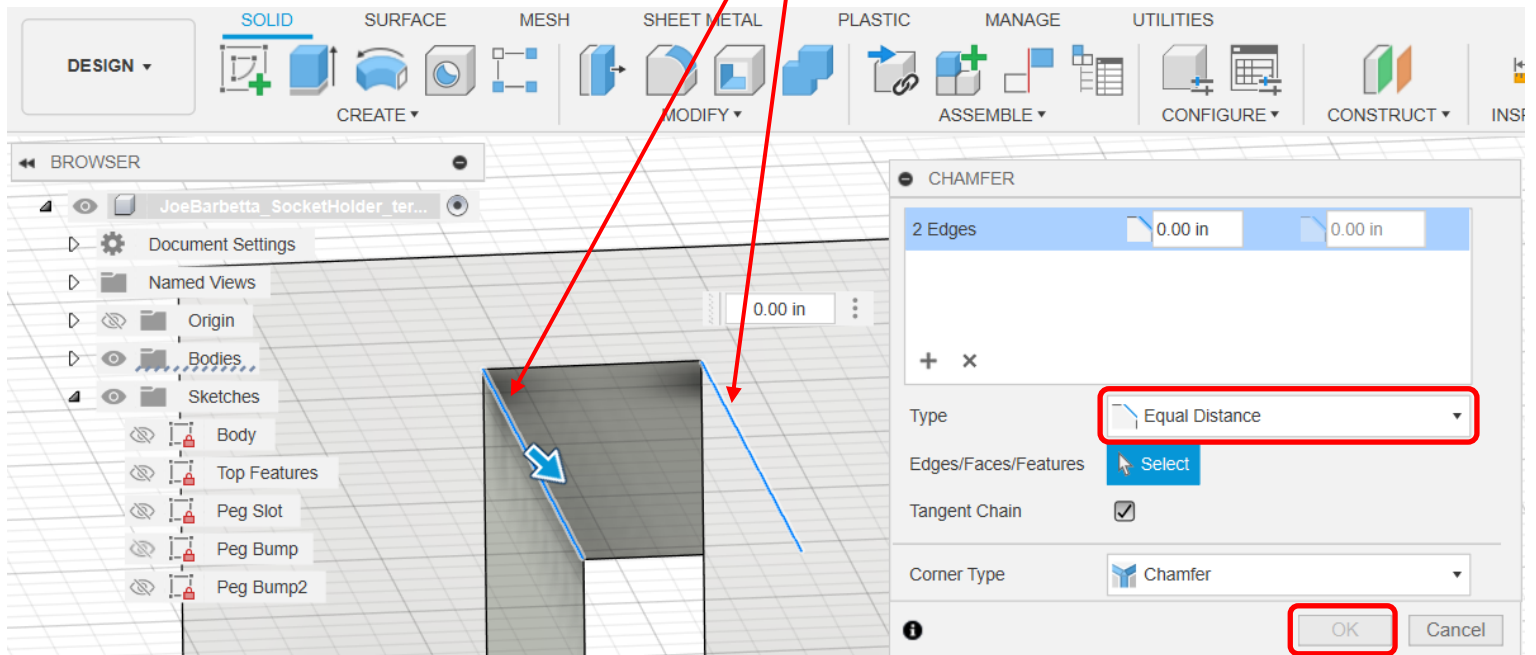 SOLID SURFACE MESH SHEET METAL PLASTIC MANAGE UTILITIES
DESIGN ▾
CREATE ▾ MODIFY ▾ ASSEMBLE ▾ CONFIGURE ▾ CONSTRUCT ▾ INSP
BROWSER
JoeBarbetta_SocketHolder_ter...
Document Settings
Named Views
Origin
Bodies
Sketches
Body
Top Features
Peg Slot
Peg Bump
Peg Bump2
0.00 in
CHAMFER
2 Edges 0.00 in 0.00 in
Type Equal Distance
Edges/Faces/Features Select
Tangent Chain
Corner Type Chamfer
OK Cancel